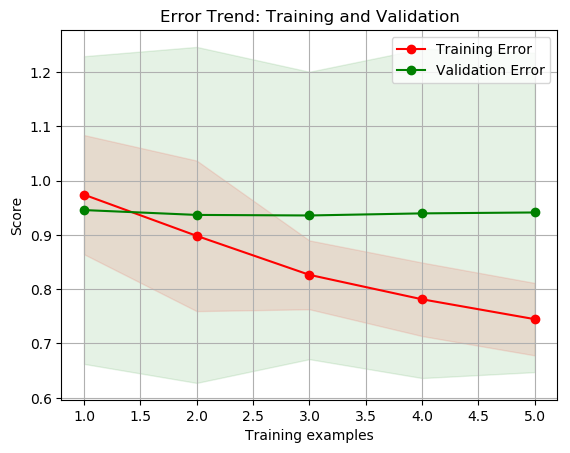 Error Trend: Training and Validation
Training Error
Validation Error
1.2
1.1
1.0
0.9
0.8
0.7
0.6
Score
1.0 1.5 2.0 2.5 3.0 3.5 4.0 4.5 5.0
Training examples